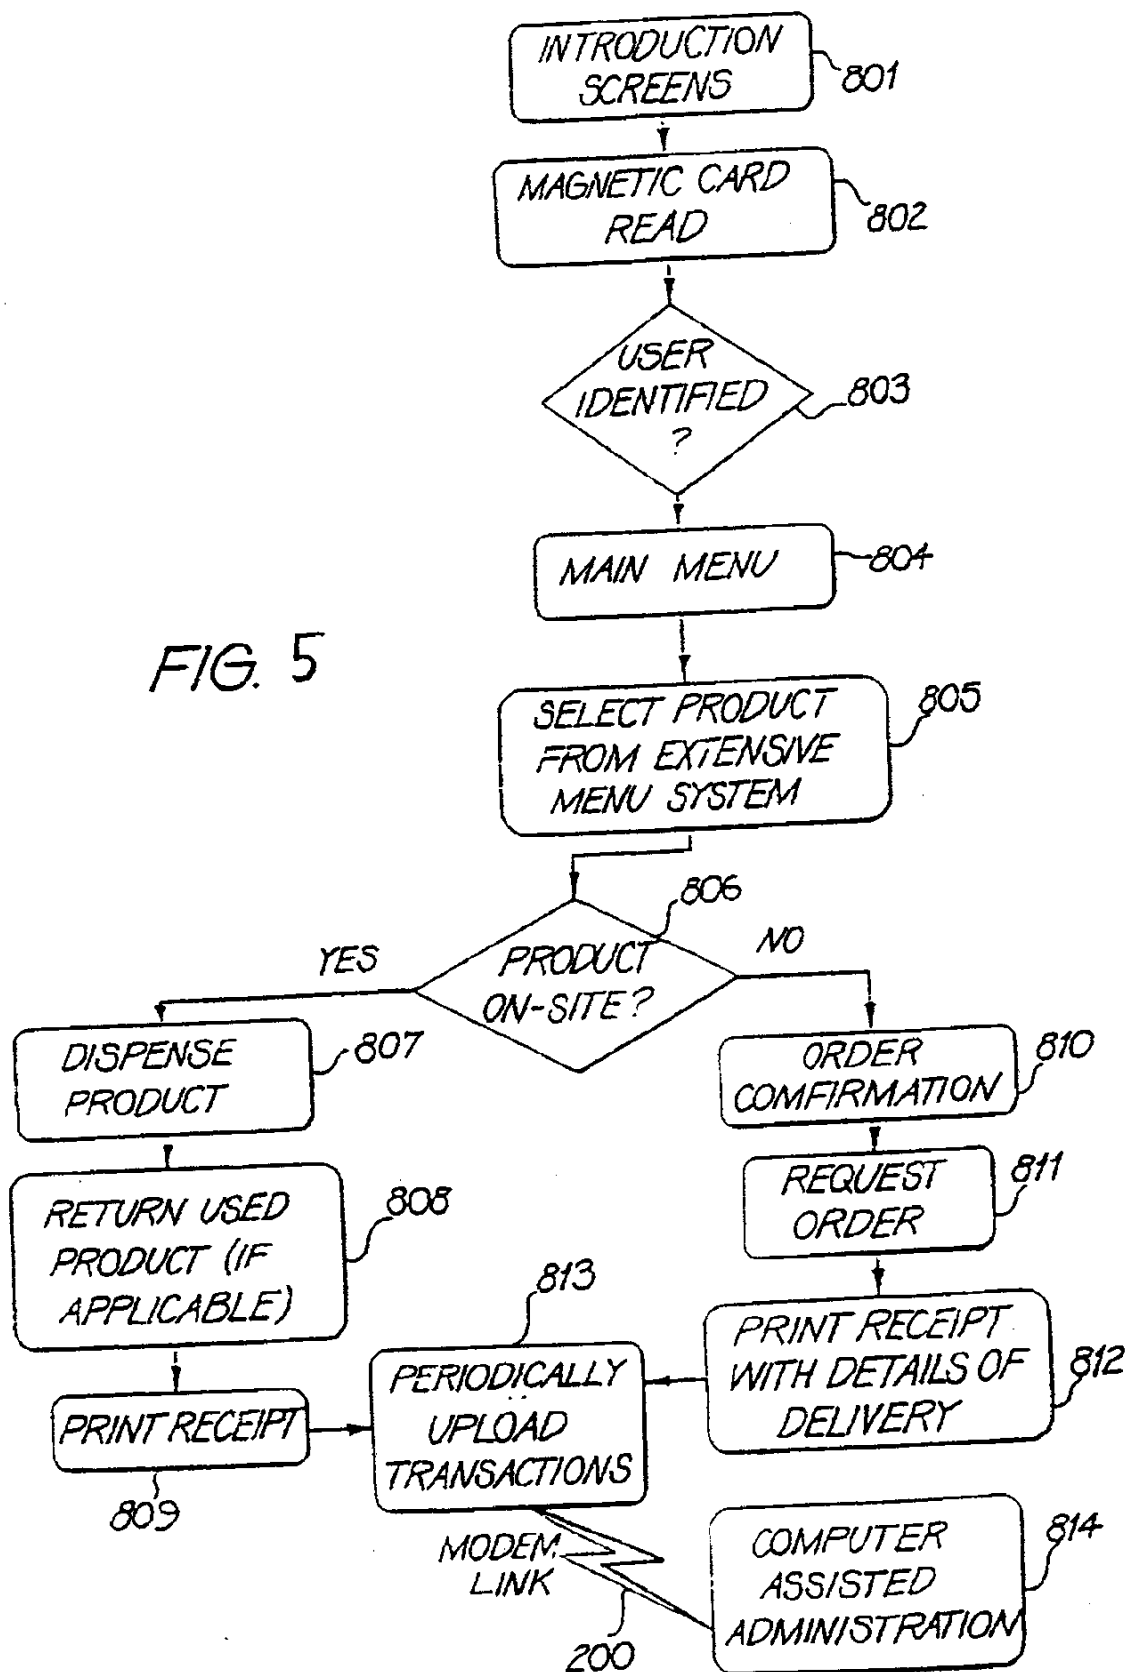 INTRODUCTION
SCREENS
801
MAGNETIC CARD
READ
802
USER
IDENTIFIED
?
803
MAIN MENU
804
FIG. 5
SELECT PRODUCT
FROM EXTENSIVE
MENU SYSTEM
805
806
YES
PRODUCT
ON-SITE?
NO
DISPENSE
PRODUCT
807
ORDER
COMFIRMATION
810
RETURN USED
PRODUCT (IF
APPLICABLE)
808
REQUEST
ORDER
811
PRINT RECEIPT
809
813
PERIODICALLY
UPLOAD
TRANSACTIONS
PRINT RECEIPT
WITH DETAILS OF
DELIVERY
812
MODEM
LINK
200
COMPUTER
ASSISTED
ADMINISTRATION
814